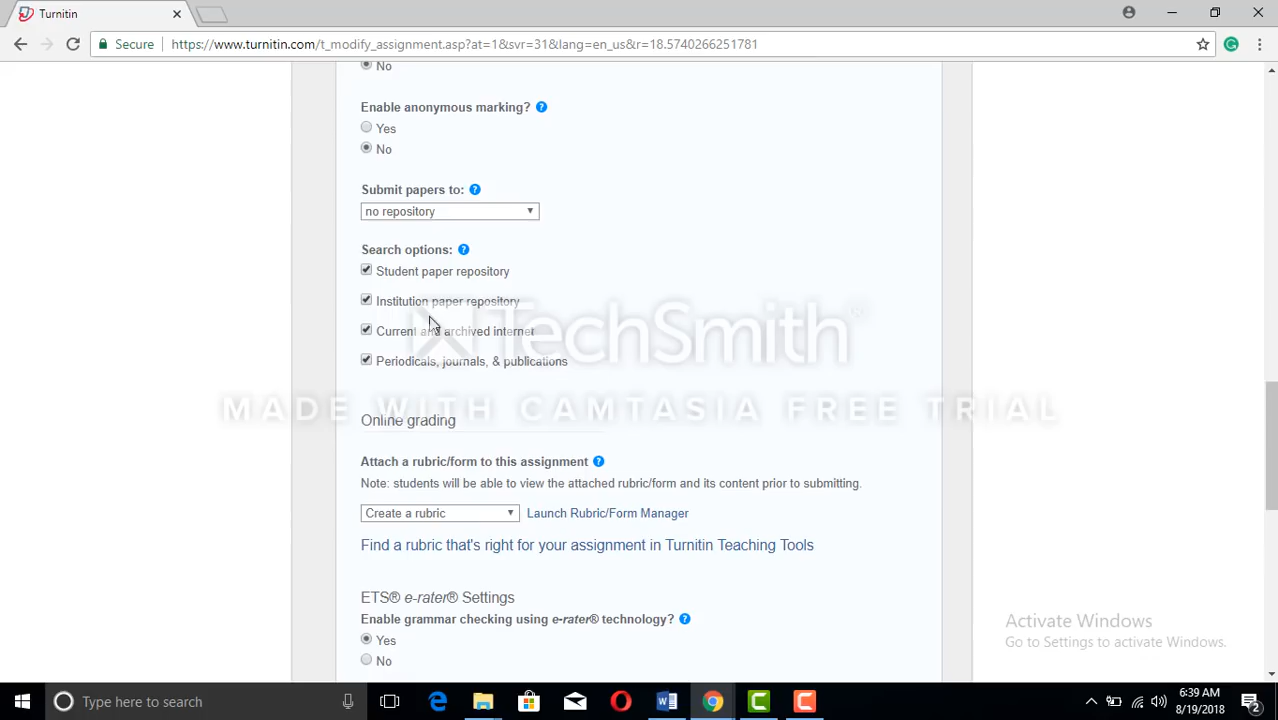 Turnitin
Secure
https://www.turnitin.com/t_modify_assignment.asp?at=1&svr=31&lang=en_us&r=18.5740266251781
No
Enable anonymous marking? ?
Yes
No
Submit papers to: ?
no repository
Search options: ?
Student paper repository
Institution paper repository
Current and archived internet
Periodicals, journals, & publications
TechSmith®
MADE WITH CAMTASIA FREE TRIAL
Online grading
Attach a rubric/form to this assignment ?
Note: students will be able to view the attached rubric/form and its content prior to submitting.
Create a rubric Launch Rubric/Form Manager
Find a rubric that's right for your assignment in Turnitin Teaching Tools
ETS® e-rater® Settings
Enable grammar checking using e-rater® technology? ?
Yes
No
Activate Windows
Go to Settings to activate Windows.
Type here to search
6:39 AM
8/19/2018
2